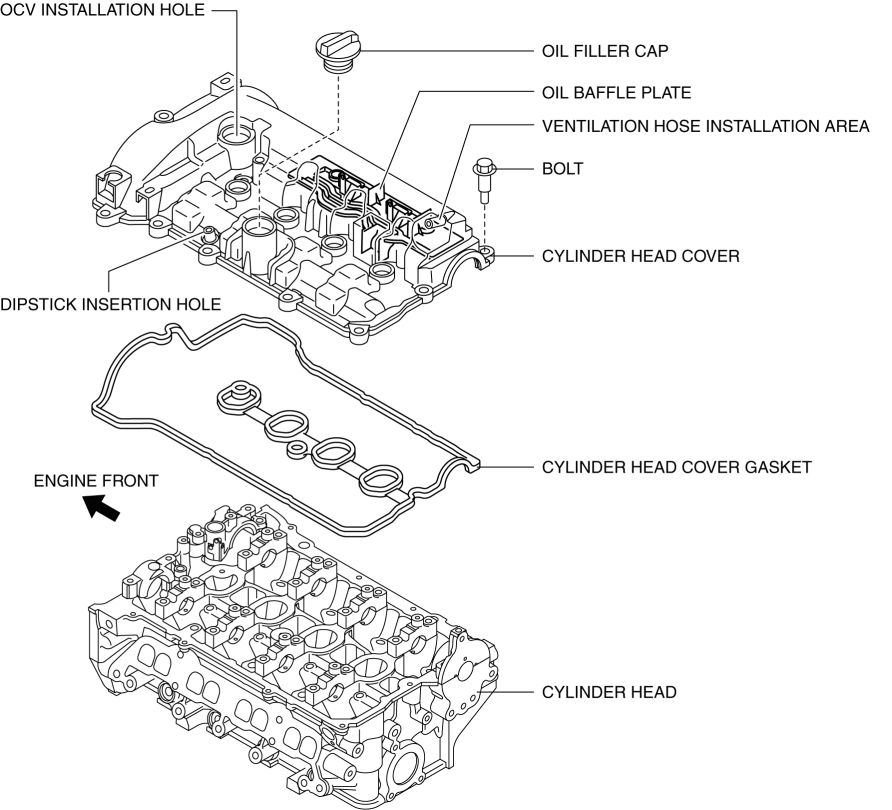 OCV INSTALLATION HOLE
OIL FILLER CAP
OIL BAFFLE PLATE
VENTILATION HOSE INSTALLATION AREA
BOLT
CYLINDER HEAD COVER
DIPSTICK INSERTION HOLE
CYLINDER HEAD COVER GASKET
ENGINE FRONT
CYLINDER HEAD